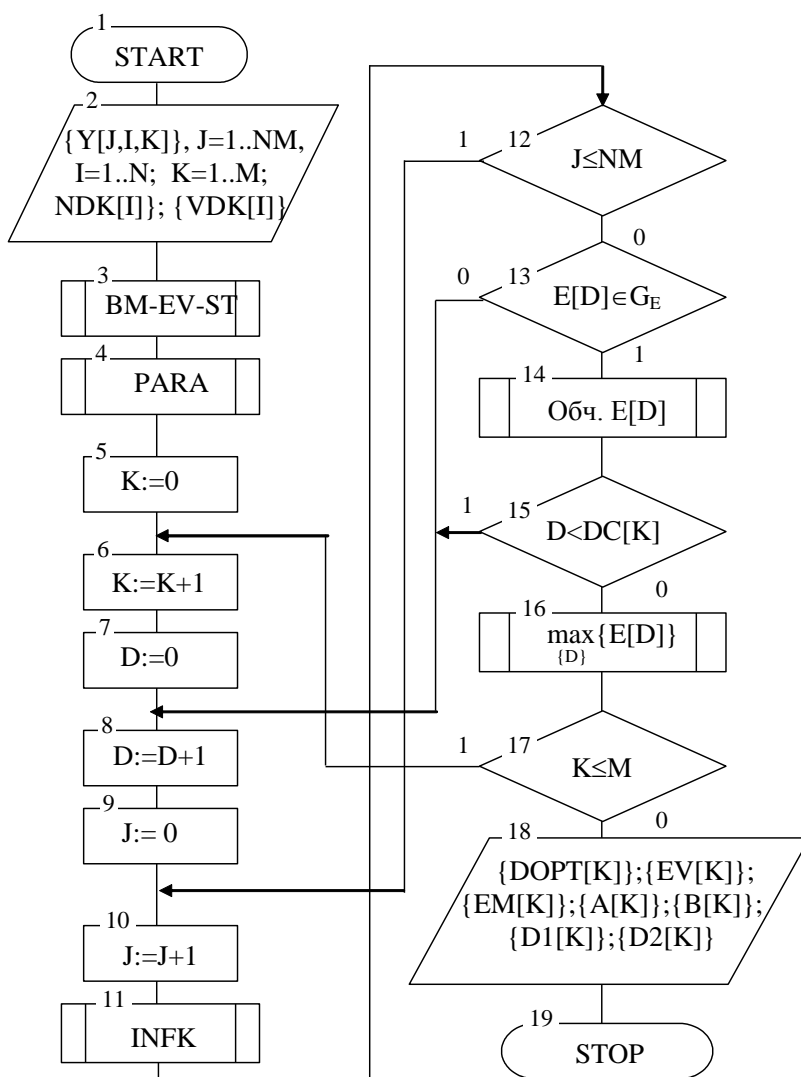 1
START
2
{Y[J,I,K]}, J=1..NM,
I=1..N; K=1..M;
NDK[I]}; {VDK[I]}
3
BM-EV-ST
4
PARA
5
K:=0
6
K:=K+1
7
D:=0
8
D:=D+1
9
J:= 0
10
J:=J+1
11
INFK
1 12
J≤NM
0
0 13
E[D]∈G_E
1
14
Обч. E[D]
1 15
D<DC[K]
0
16
max{E[D]}
{D}
1 17
K≤M
0
18
{DOPT[K]};{EV[K]};
{EM[K]};{A[K]};{B[K]};
{D1[K]};{D2[K]}
19
STOP